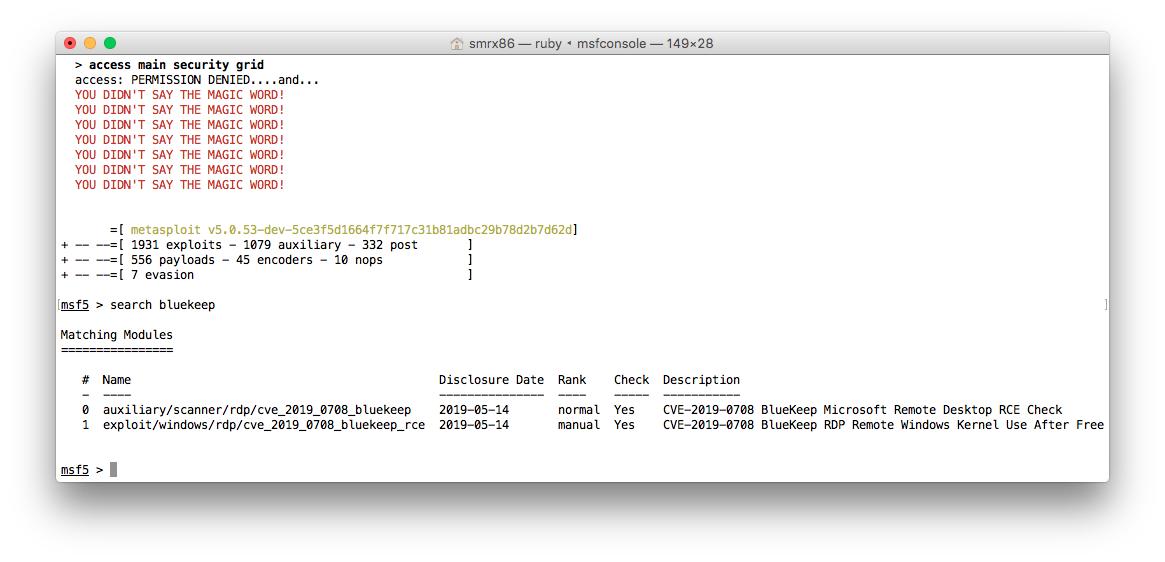 smrx86 — ruby ◂ msfconsole — 149×28
> access main security grid
access: PERMISSION DENIED....and...
YOU DIDN'T SAY THE MAGIC WORD!
YOU DIDN'T SAY THE MAGIC WORD!
YOU DIDN'T SAY THE MAGIC WORD!
YOU DIDN'T SAY THE MAGIC WORD!
YOU DIDN'T SAY THE MAGIC WORD!
YOU DIDN'T SAY THE MAGIC WORD!
YOU DIDN'T SAY THE MAGIC WORD!
=[ metasploit v5.0.53-dev-5ce3f5d1664f7f717c31b81adbc29b78d2b7d62d]
+ -- --=[ 1931 exploits - 1079 auxiliary - 332 post ]
+ -- --=[ 556 payloads - 45 encoders - 10 nops ]
+ -- --=[ 7 evasion ]
[msf5 > search bluekeep ]
Matching Modules
================
# Name Disclosure Date Rank Check Description
- ---- --------------- ---- ----- -----------
0 auxiliary/scanner/rdp/cve_2019_0708_bluekeep 2019-05-14 normal Yes CVE-2019-0708 BlueKeep Microsoft Remote Desktop RCE Check
1 exploit/windows/rdp/cve_2019_0708_bluekeep_rce 2019-05-14 manual Yes CVE-2019-0708 BlueKeep RDP Remote Windows Kernel Use After Free
msf5 >